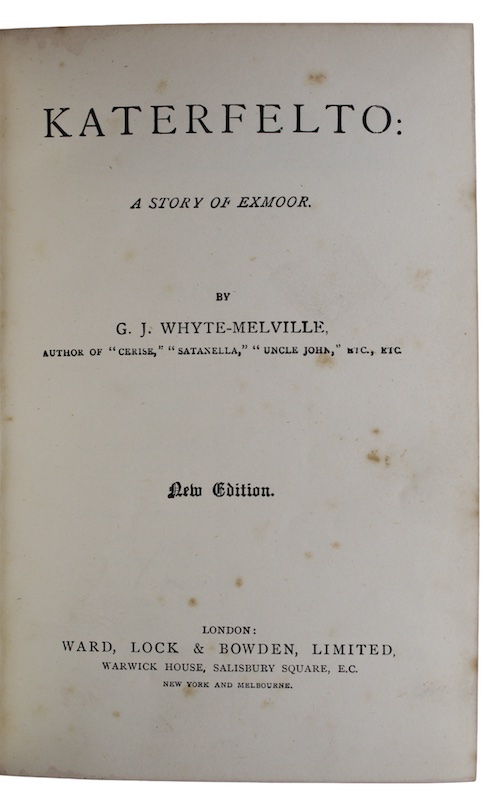 KATERFELTO:
A STORY OF EXMOOR.
BY
G. J. WHYTE-MELVILLE,
AUTHOR OF "CERISE," "SATANELLA," "UNCLE JOHN," ETC., ETC
New Edition.
LONDON:
WARD, LOCK & BOWDEN, LIMITED,
WARWICK HOUSE, SALISBURY SQUARE, E.C.
NEW YORK AND MELBOURNE.